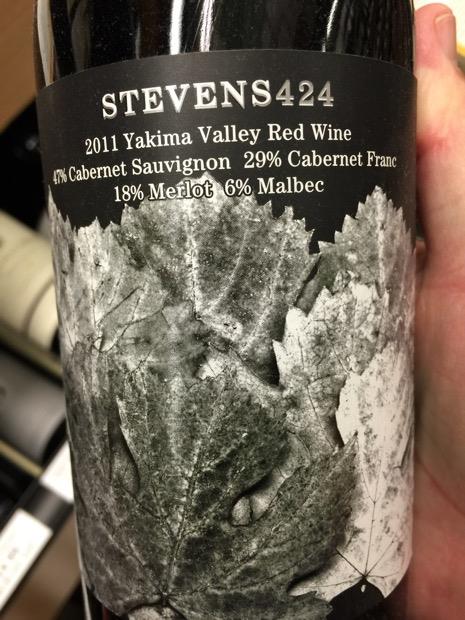 STEVENS424
2011 Yakima Valley Red Wine
47% Cabernet Sauvignon 29% Cabernet Franc
18% Merlot 6% Malbec